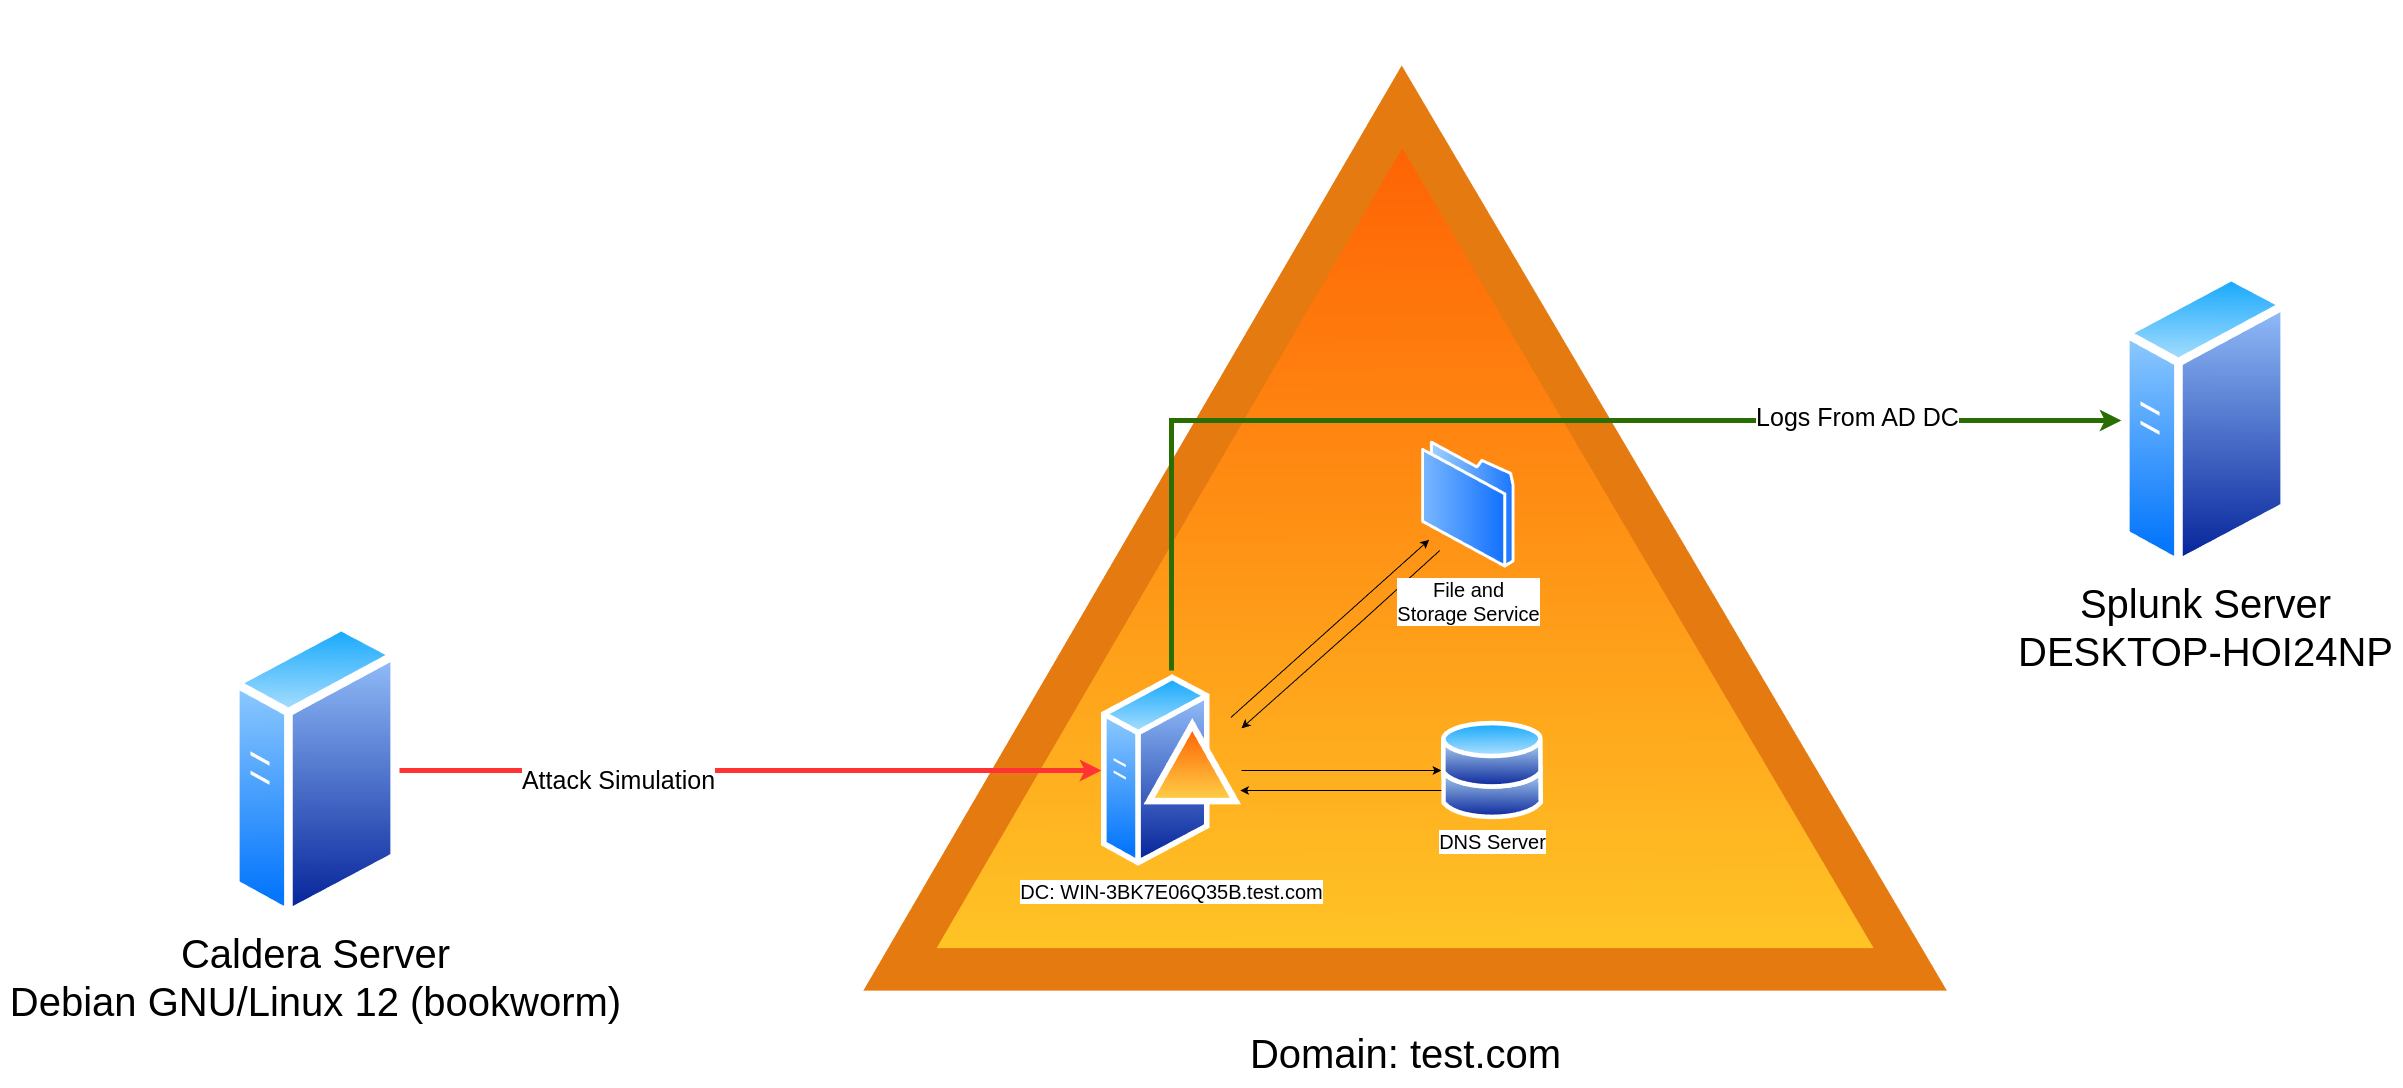 Logs From AD DC
File and
Storage Service
Splunk Server
DESKTOP-HOI24NP
Attack Simulation
DNS Server
DC: WIN-3BK7E06Q35B.test.com
Caldera Server
Debian GNU/Linux 12 (bookworm)
Domain: test.com